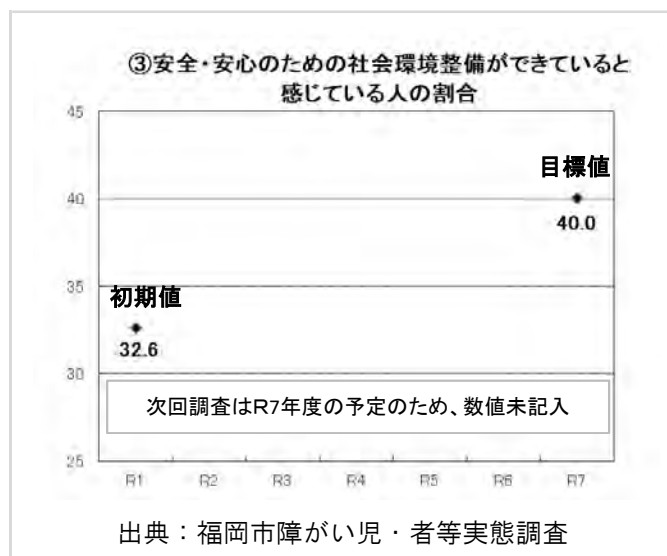 ③安全・安心のための社会環境整備ができていると
感じている人の割合
45
目標値
40
40.0
35
初期値
32.6
30
次回調査はR7年度の予定のため、数値未記入
25
R1 R2 R3 R4 R5 R6 R7
出典：福岡市障がい児・者等実態調査